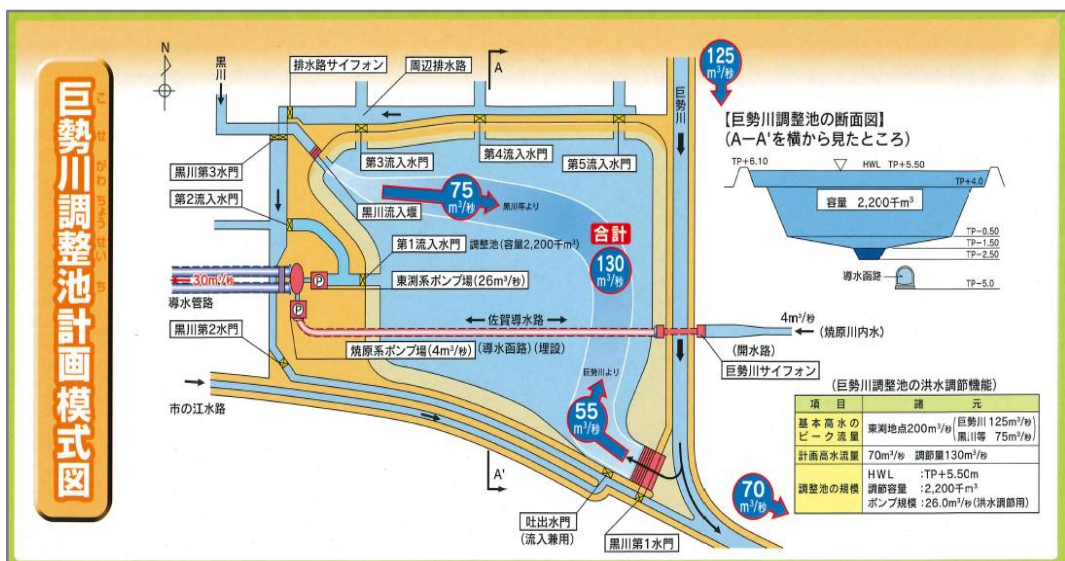 巨勢川調整池計画模式図
こせがわちょうせいち
N
黒川
排水路サイフォン
周辺排水路
A
巨勢川
125
m³/秒
【巨勢川調整池の断面図】
(A-A'を横から見たところ)
TP+6.10
HWL TP+5.50
TP+4.0
容量 2,200千m³
TP-0.50
TP-1.50
TP-2.50
導水函路
TP-5.0
黒川第3水門
第3流入水門
第4流入水門
第5流入水門
第2流入水門
黒川流入堰
75
m³/秒
黒川等より
合計
130
m³/秒
第1流入水門
調整池(容量2,200千m³)
30m³/秒
P
東渕系ポンプ場(26m³/秒)
導水管路
P
佐賀導水路
4m³/秒
(焼原川内水)
黒川第2水門
焼原系ポンプ場(4m³/秒)
(導水函路)(埋設)
(開水路)
巨勢川サイフォン
市の江水路
巨勢川より
55
m³/秒
A'
吐出水門
(流入兼用)
黒川第1水門
70
m³/秒
(巨勢川調整池の洪水調節機能)
項目 諸元
基本高水のピーク流量 東渕地点200m³/秒(巨勢川 125m³/秒 黒川等 75m³/秒)
計画高水流量 70m³/秒 調節量130m³/秒
調整池の規模 HWL :TP+5.50m
調節容量 :2,200千m³
ポンプ規模:26.0m³/秒(洪水調節用)